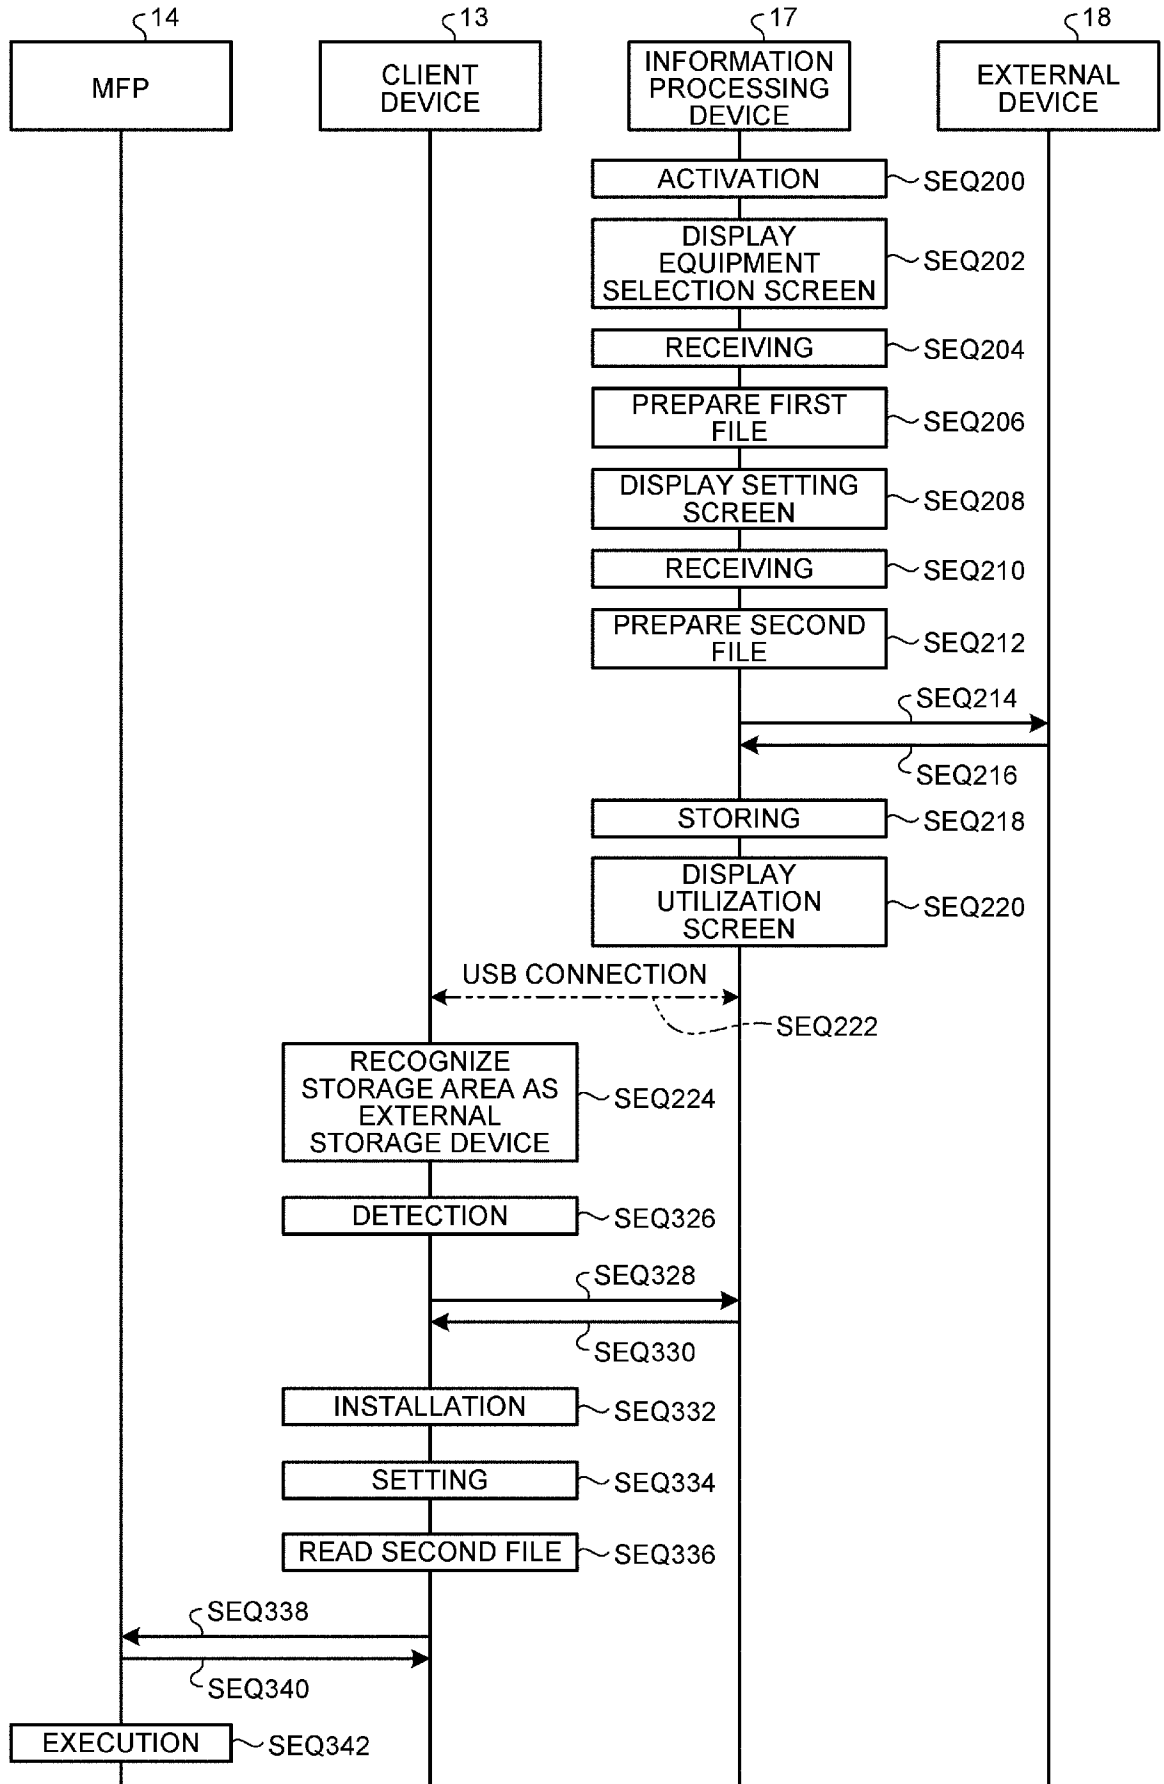 14
13
17
18
MFP
CLIENT
DEVICE
INFORMATION
PROCESSING
DEVICE
EXTERNAL
DEVICE
ACTIVATION
SEQ200
DISPLAY
EQUIPMENT
SELECTION SCREEN
SEQ202
RECEIVING
SEQ204
PREPARE FIRST
FILE
SEQ206
DISPLAY SETTING
SCREEN
SEQ208
RECEIVING
SEQ210
PREPARE SECOND
FILE
SEQ212
SEQ214
SEQ216
STORING
SEQ218
DISPLAY
UTILIZATION
SCREEN
SEQ220
USB CONNECTION
SEQ222
RECOGNIZE
STORAGE AREA AS
EXTERNAL
STORAGE DEVICE
SEQ224
DETECTION
SEQ326
SEQ328
SEQ330
INSTALLATION
SEQ332
SETTING
SEQ334
READ SECOND FILE
SEQ336
SEQ338
SEQ340
EXECUTION
SEQ342